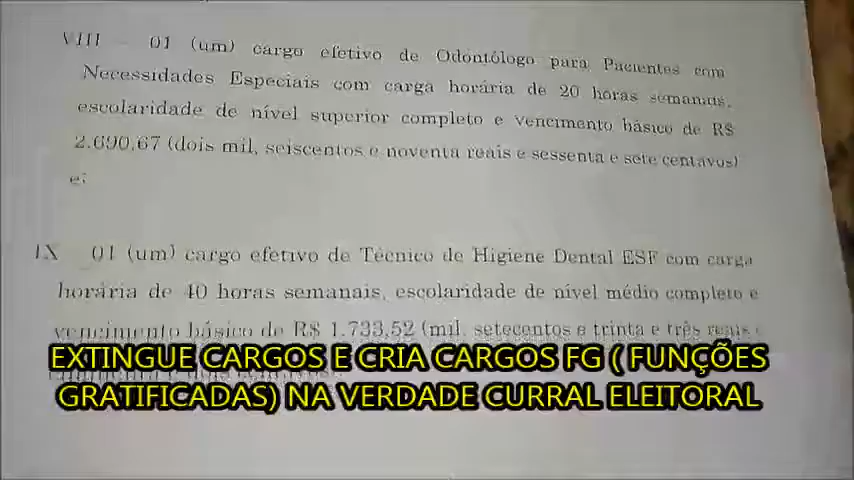 VIII - 01 (um) cargo efetivo de Odontólogo para Pacientes com
Necessidades Especiais com carga horária de 20 horas semanais,
escolaridade de nível superior completo e vencimento básico de R$
2.690,67 (dois mil, seiscentos e noventa reais e sessenta e sete centavos)
e;
IX 01 (um) cargo efetivo de Técnico de Higiene Dental ESF com carga
horária de 40 horas semanais, escolaridade de nível médio completo e
vencimento básico de R$ 1.733,52 (mil, setecentos e trinta e três reais e
EXTINGUE CARGOS E CRIA CARGOS FG ( FUNÇÕES
GRATIFICADAS) NA VERDADE CURRAL ELEITORAL